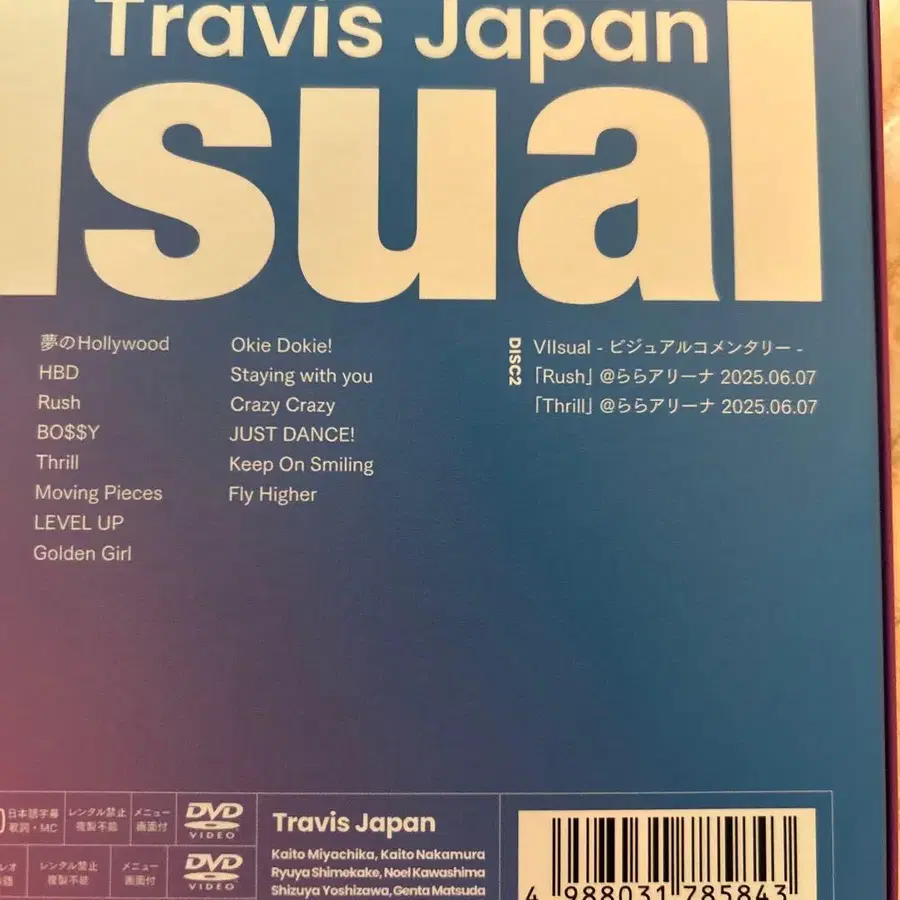 Travis Japan
sual
夢のHollywood
HBD
Rush
BO$$Y
Thrill
Moving Pieces
LEVEL UP
Golden Girl
Okie Dokie!
Staying with you
Crazy Crazy
JUST DANCE!
Keep On Smiling
Fly Higher
DISC2
VIIsual - ビジュアルコメンタリー -
「Rush」@ららアリーナ 2025.06.07
「Thrill」@ららアリーナ 2025.06.07
日本語字幕
歌詞・MC
レンタル禁止
複製不能
メニュー
画面付
DVD
VIDEO
レンタル禁止
複製不能
メニュー
画面付
DVD
VIDEO
Travis Japan
Kaito Miyachika, Kaito Nakamura
Ryuya Shimekake, Noel Kawashima
Shizuya Yoshizawa, Genta Matsuda
4 988031 785843